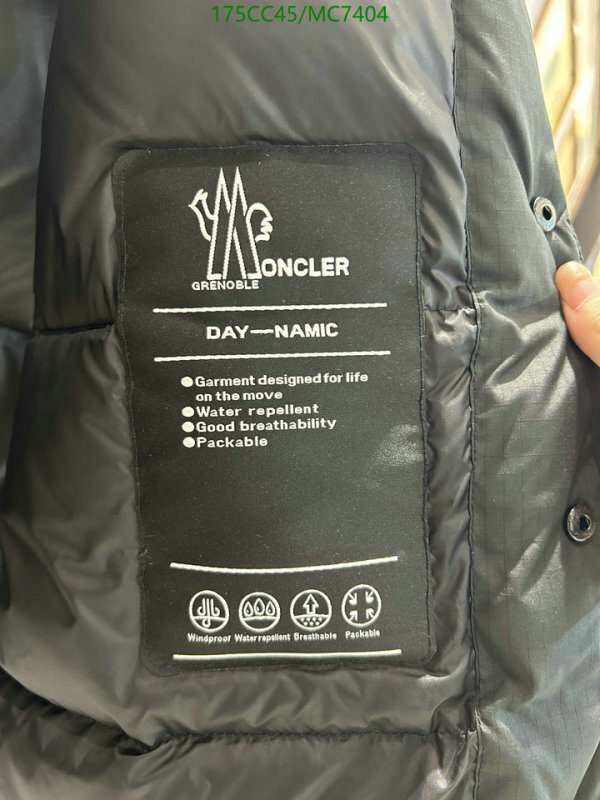 175CC45/MC7404
MONCLER
GRENOBLE
DAY—NAMIC
●Garment designed for life
on the move
●Water repellent
●Good breathability
●Packable
Windproof Water repellent Breathable Packable